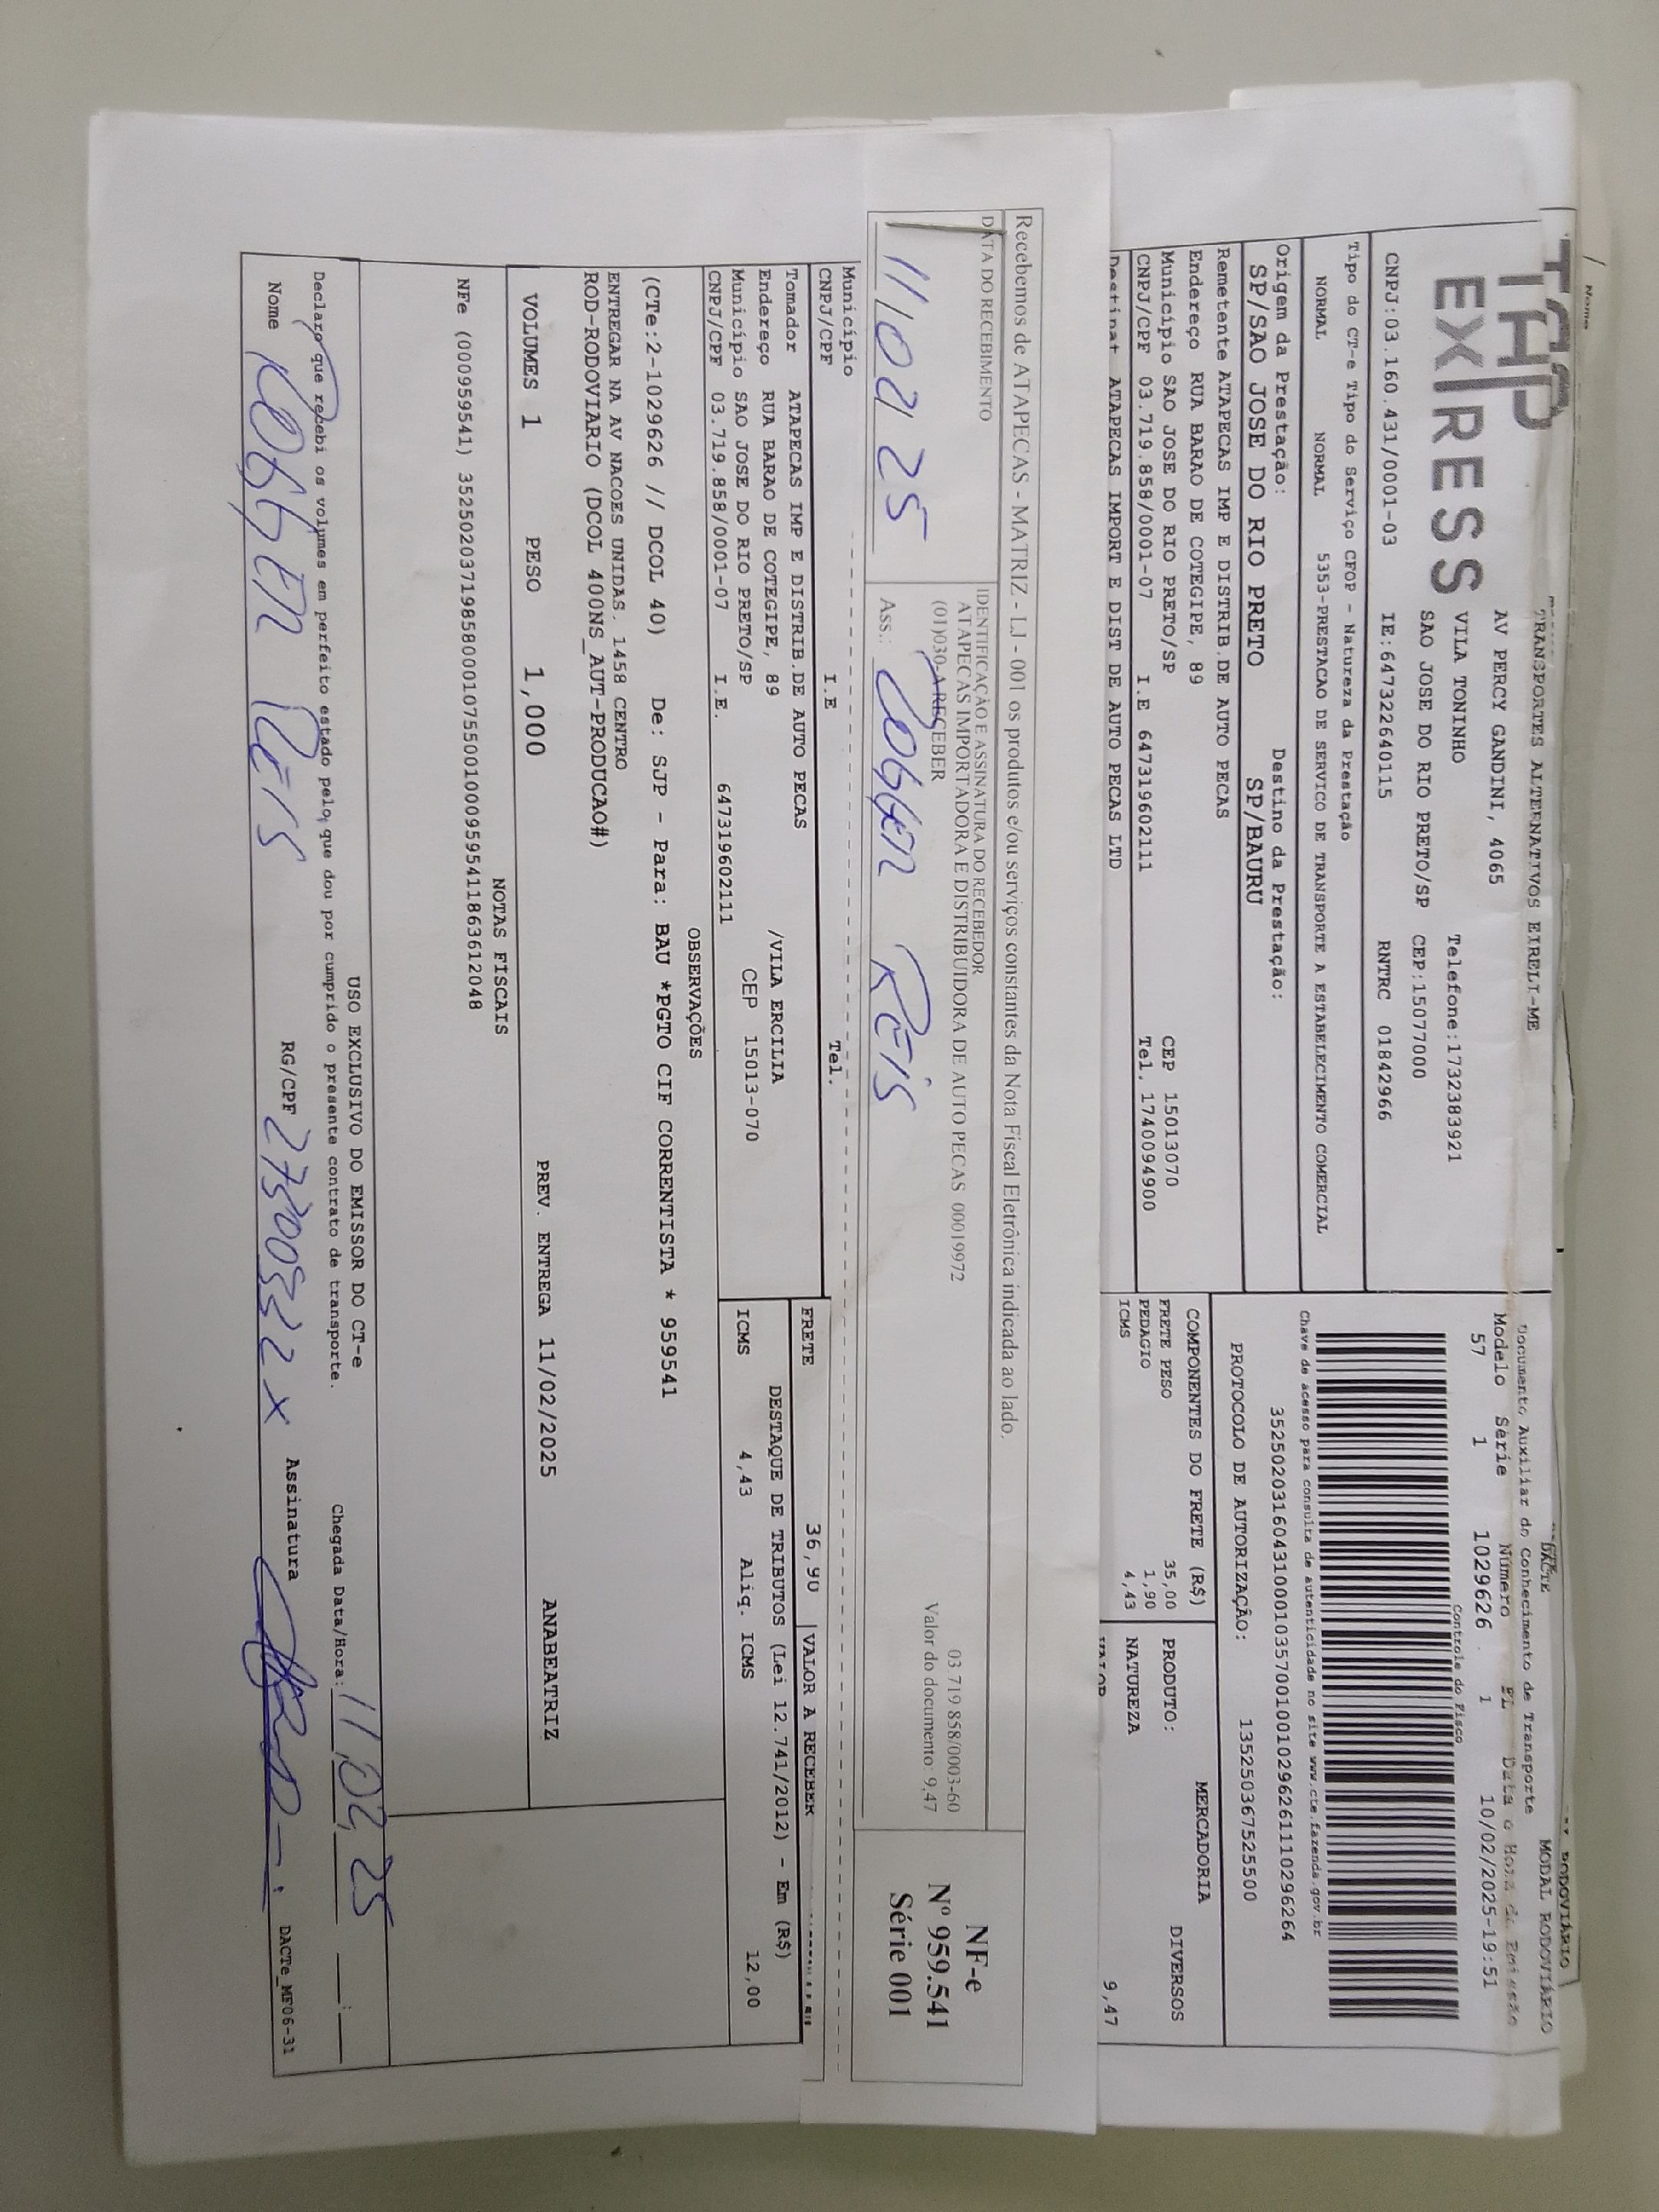 TAP
EXPRESS
TRANSPORTES ALTERNATIVOS EIRELI-ME
AV PERCY GANDINI, 4065
VILA TONINHO
Telefone:1732383921
SAO JOSE DO RIO PRETO/SP CEP:15077000
CNPJ:03.160.431/0001-03 IE:647322640115 RNTRC 01842966
Tipo do CT-e Tipo do Serviço CFOP - Natureza da Prestação
NORMAL NORMAL 5353-PRESTACAO DE SERVICO DE TRANSPORTE A ESTABELECIMENTO COMERCIAL
Origem da Prestação: Destino da Prestação:
SP/SAO JOSE DO RIO PRETO SP/BAURU
Remetente ATAPECAS IMP E DISTRIB.DE AUTO PECAS
Endereço RUA BARAO DE COTEGIPE, 89
Município SAO JOSE DO RIO PRETO/SP CEP 15013070
CNPJ/CPF 03.719.858/0001-07 I.E 647319602111 Tel. 1740094900
Destinat ATAPECAS IMPORT E DIST DE AUTO PECAS LTD
RODOVIÁRIO
DACTE MODAL RODOVIÁRIO
Documento Auxiliar do Conhecimento de Transporte
Modelo Série Número FL Data e Hora de Emissão
57 1 1029626 1 10/02/2025-19:51
Controle do Fisco
Chave de acesso para consulta de autenticidade no site www.cte.fazenda.gov.br
35250203160431000103570010010296261110296264
PROTOCOLO DE AUTORIZAÇÃO: 135250367525500
COMPONENTES DO FRETE (R$) MERCADORIA
FRETE PESO 35,00 PRODUTO: DIVERSOS
PEDAGIO 1,90
ICMS 4,43 NATUREZA
VALOR 9,47
Recebemos de ATAPECAS - MATRIZ - LJ - 001 os produtos e/ou serviços constantes da Nota Fiscal Eletrônica indicada ao lado.
DATA DO RECEBIMENTO IDENTIFICAÇÃO E ASSINATURA DO RECEBEDOR
ATAPECAS IMPORTADORA E DISTRIBUIDORA DE AUTO PECAS 00019972 03 719 858/0003-60
(01)030-A RECEBER Valor do documento: 9,47
11 02 25 Ass.: Robson Reis
NF-e
Nº 959.541
Série 001
Município
CNPJ/CPF I.E Tel.
Tomador ATAPECAS IMP E DISTRIB.DE AUTO PECAS
Endereço RUA BARAO DE COTEGIPE, 89 /VILA ERCILIA
Município SAO JOSE DO RIO PRETO/SP CEP 15013-070
CNPJ/CPF 03.719.858/0001-07 I.E. 647319602111
FRETE 36,90 VALOR A RECEBER
DESTAQUE DE TRIBUTOS (Lei 12.741/2012) - Em (R$)
ICMS 4,43 Aliq. ICMS 12,00
OBSERVAÇÕES
(CTe:2-1029626 // DCOL 40) De: SJP - Para: BAU *PGTO CIF CORRENTISTA * 959541
ENTREGAR NA AV NACOES UNIDAS, 1458 CENTRO
ROD-RODOVIARIO (DCOL 400NS_AUT-PRODUCAO#)
VOLUMES 1 PESO 1,000 PREV. ENTREGA 11/02/2025 ANABEATRIZ
NOTAS FISCAIS
NFe (000959541) 35250203719858000107550010009595411863612048
USO EXCLUSIVO DO EMISSOR DO CT-e
Declaro que recebi os volumes em perfeito estado pelo que dou por cumprido o presente contrato de transporte. Chegada Data/Hora: 11 02 25
Nome Robson Reis RG/CPF Assinatura
DACTe_MF06-31